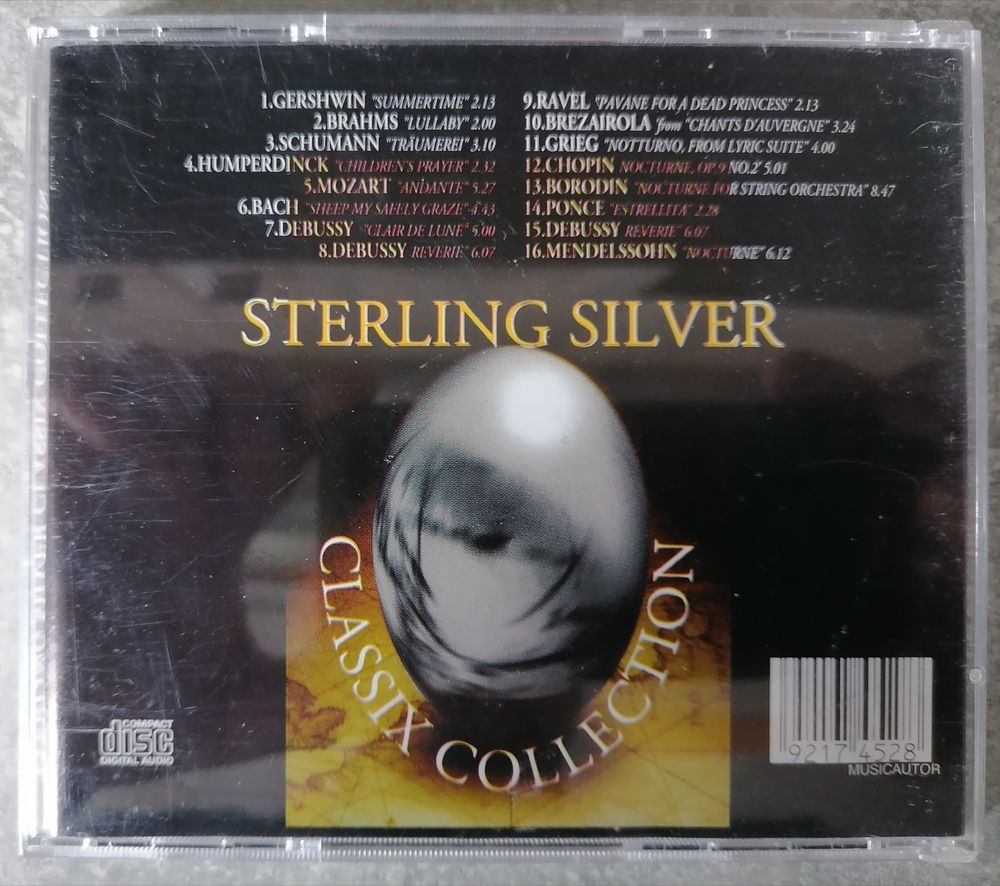 1.GERSHWIN "SUMMERTIME" 2.13
2.BRAHMS "LULLABY" 2.00
3.SCHUMANN "TRÄUMEREI" 3.10
4.HUMPERDINCK "CHILDREN'S PRAYER" 2.32
5.MOZART "ANDANTE" 5.27
6.BACH "SHEEP MY SAFELY GRAZE" 4.43
7.DEBUSSY "CLAIR DE LUNE" 5.00
8.DEBUSSY REVERIE" 6.07
9.RAVEL "PAVANE FOR A DEAD PRINCESS" 2.13
10.BREZAIROLA from "CHANTS D'AUVERGNE" 3.24
11.GRIEG "NOTTUNO, FROM LYRIC SUITE" 4.00
12.CHOPIN NOCTURNE, OP.9 NO.2 5.01
13.BORODIN "NOCTURNE FOR STRING ORCHESTRA" 8.47
14.PONCE "ESTRELLITA" 2.28
15.DEBUSSY REVERIE" 6.07
16.MENDELSSOHN "NOCTURNE" 6.12
STERLING SILVER
CLASSIX COLLECTION
COMPACT
disc
DIGITAL AUDIO
9217 4528
MUSICAUTOR